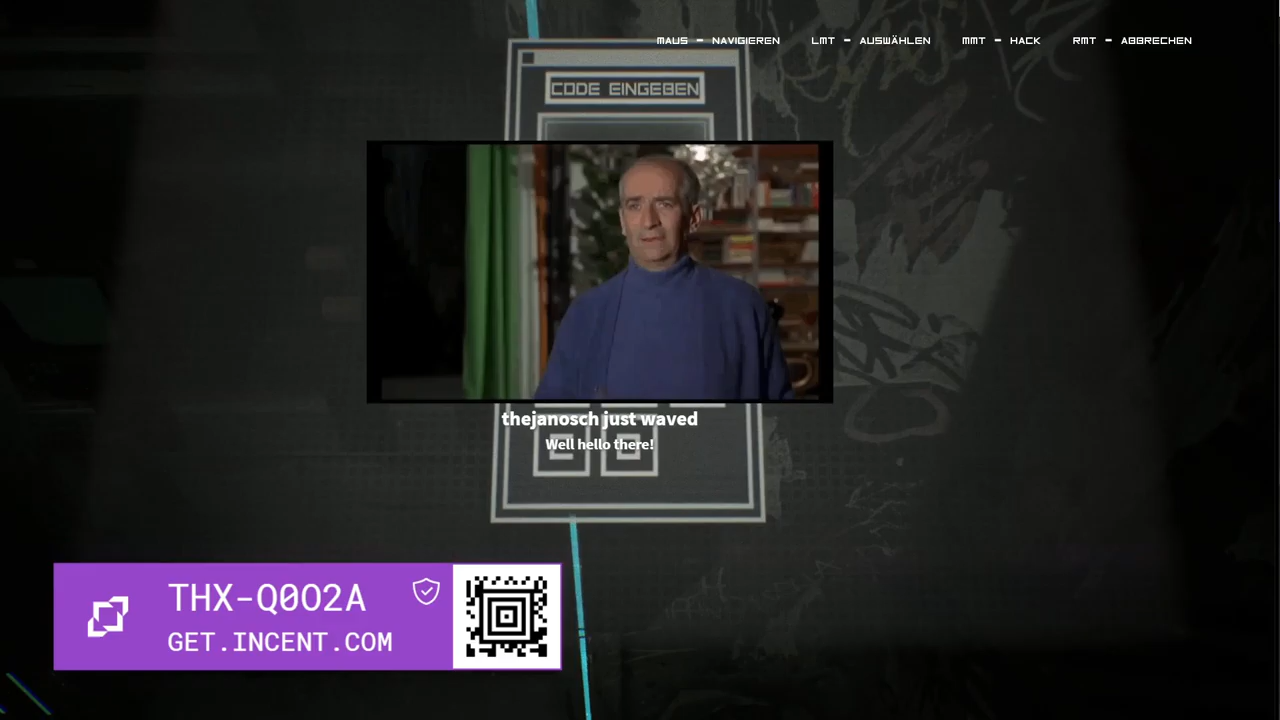 MAUS - NAVIGIEREN LMT - AUSWÄHLEN MMT - HACK RMT - ABBRECHEN
CODE EINGEBEN
thejanosch just waved
Well hello there!
THX-Q0O2A
GET.INCENT.COM